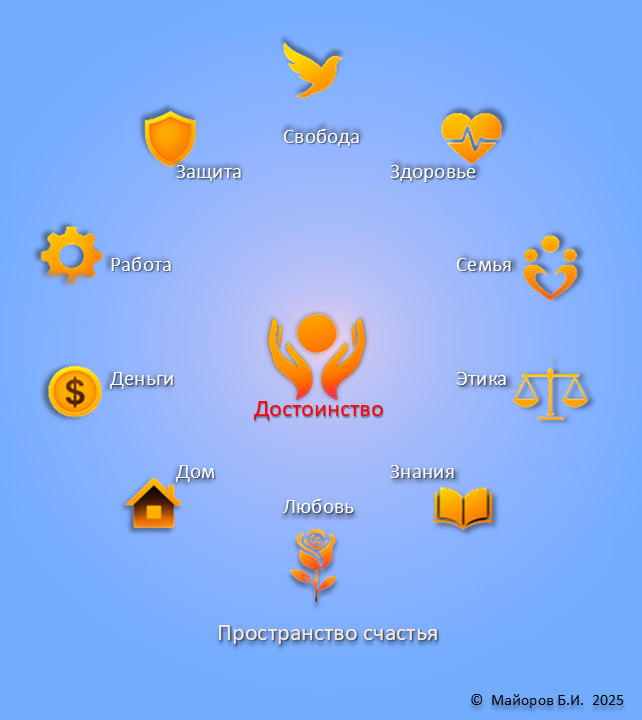 Свобода
Защита
Здоровье
Работа
Семья
$
Деньги
Этика
Достоинство
Дом
Знания
Любовь
Пространство счастья
© Майоров Б.И. 2025